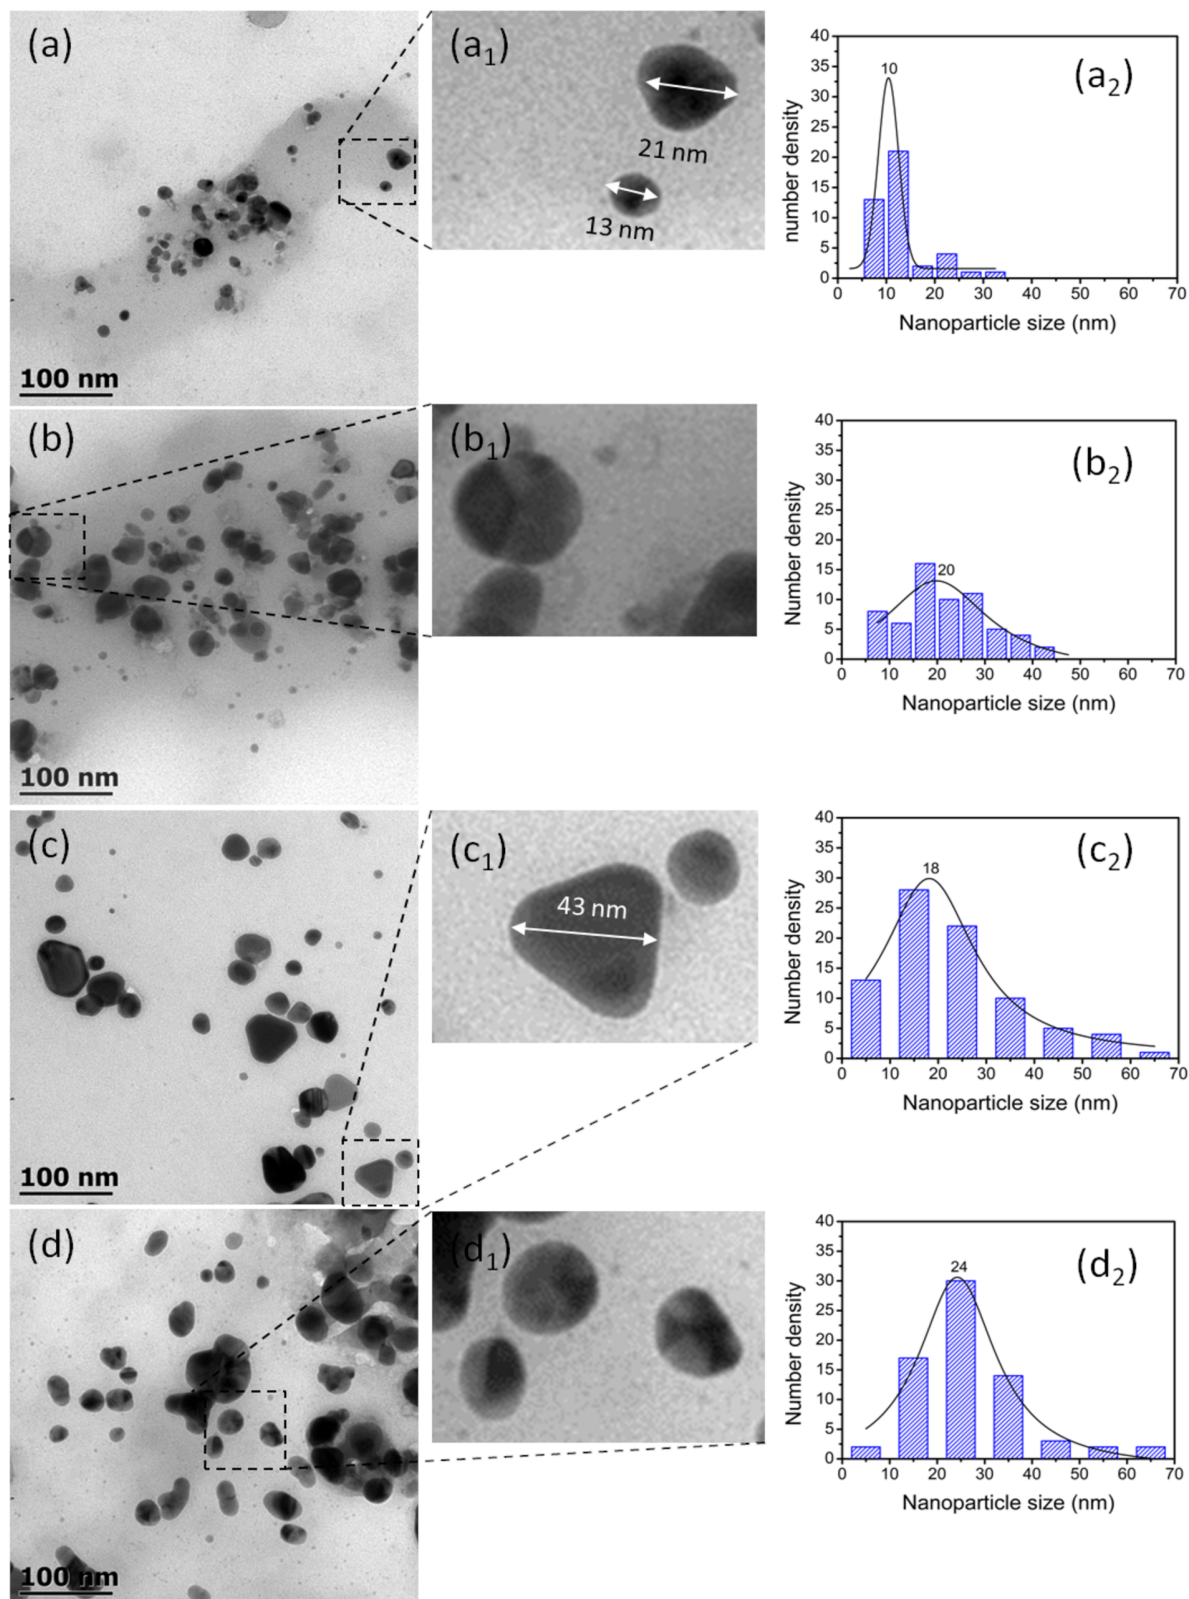 (a)
100 nm
(a1)
21 nm
13 nm
(a2)
10
number density
40
35
30
25
20
15
10
5
0
0 10 20 30 40 50 60 70
Nanoparticle size (nm)
(b)
100 nm
(b1)
(b2)
20
Number density
40
35
30
25
20
15
10
5
0
0 10 20 30 40 50 60 70
Nanoparticle size (nm)
(c)
100 nm
(c1)
43 nm
(c2)
18
Number density
40
35
30
25
20
15
10
5
0
0 10 20 30 40 50 60 70
Nanoparticle size (nm)
(d)
100 nm
(d1)
(d2)
24
Number density
40
35
30
25
20
15
10
5
0
0 10 20 30 40 50 60 70
Nanoparticle size (nm)